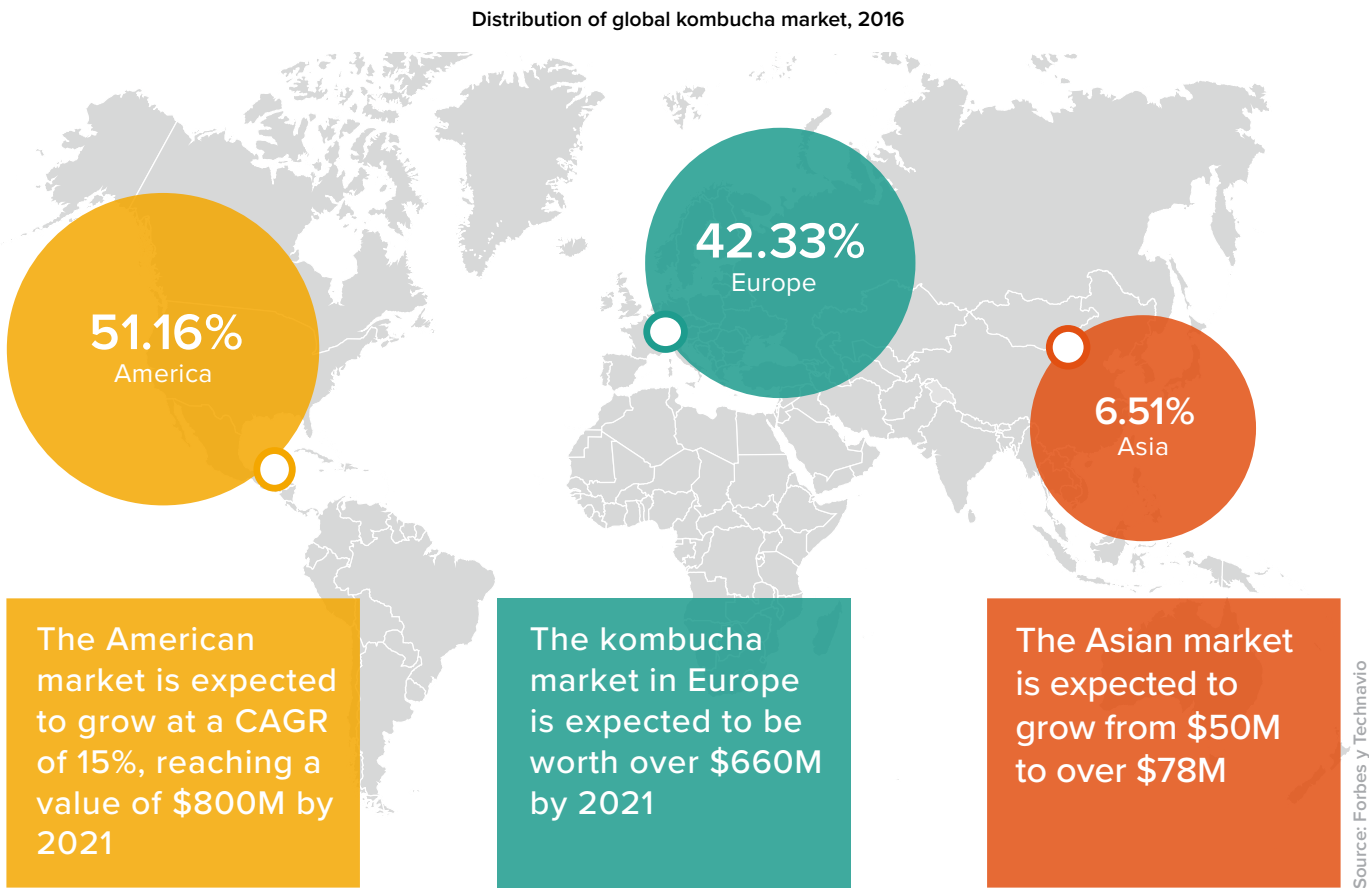 Distribution of global kombucha market, 2016
51.16%
America
42.33%
Europe
6.51%
Asia
The American
market is expected
to grow at a CAGR
of 15%, reaching a
value of $800M by
2021
The kombucha
market in Europe
is expected to be
worth over $660M
by 2021
The Asian market
is expected to
grow from $50M
to over $78M
Source: Forbes y Technavio